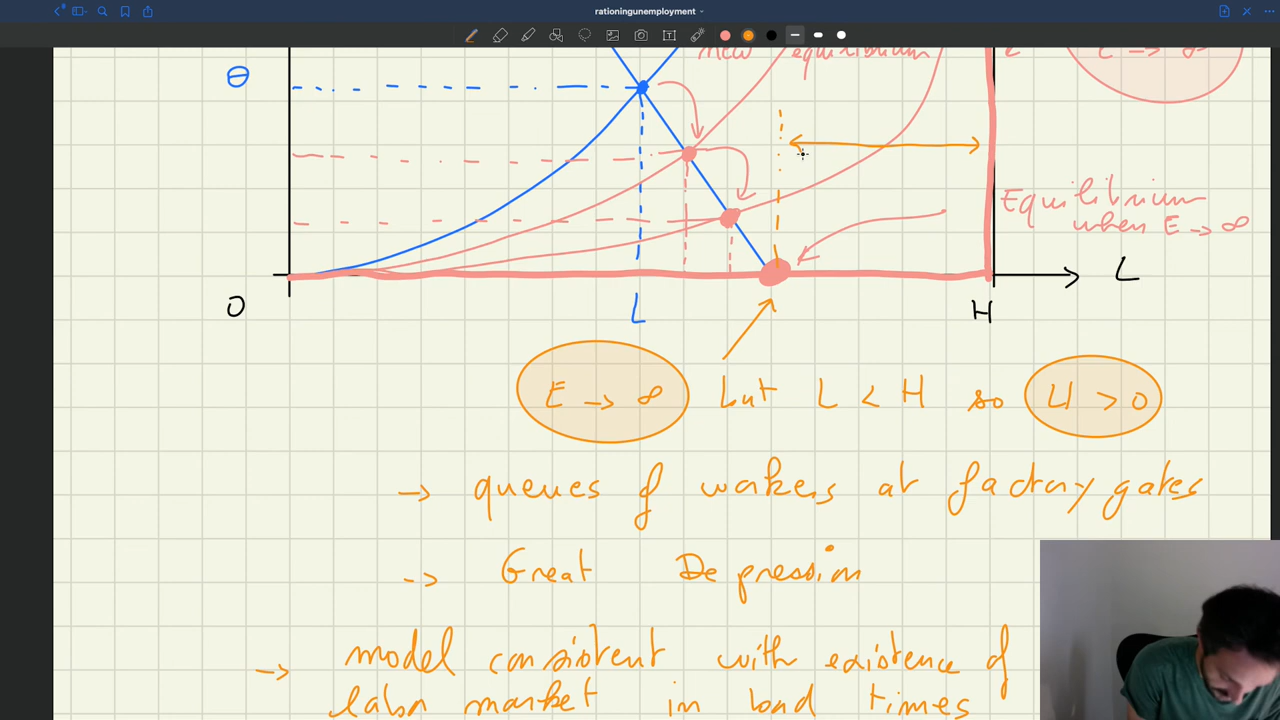 rationingunemployment
new equilibrium
E → ∞
θ
Equilibrium
when E → ∞
L
O
L
H
E → ∞ but L < H so U > 0
→ queues of workers at factory gates
→ Great Depression
→ model consistent with existence of
labor market in bad times